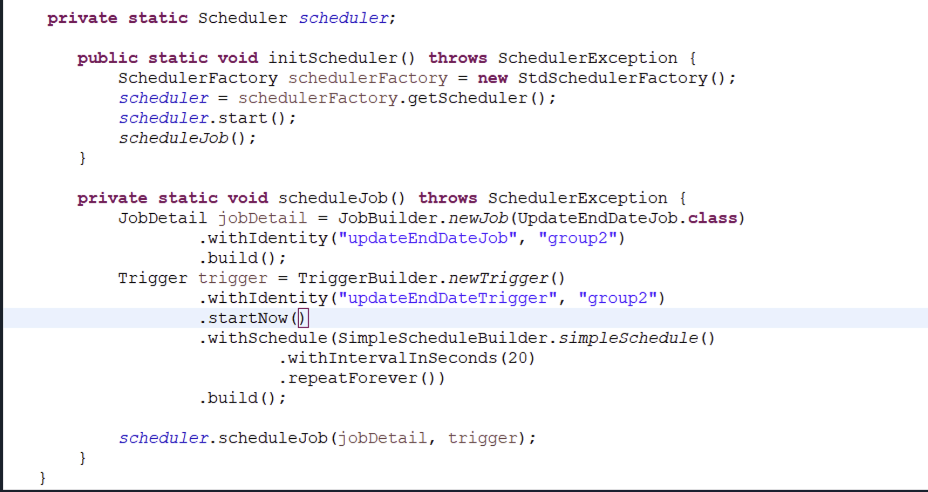 private static Scheduler scheduler;
public static void initScheduler() throws SchedulerException {
SchedulerFactory schedulerFactory = new StdSchedulerFactory();
scheduler = schedulerFactory.getScheduler();
scheduler.start();
scheduleJob();
}
private static void scheduleJob() throws SchedulerException {
JobDetail jobDetail = JobBuilder.newJob(UpdateEndDateJob.class)
.withIdentity("updateEndDateJob", "group2")
.build();
Trigger trigger = TriggerBuilder.newTrigger()
.withIdentity("updateEndDateTrigger", "group2")
.startNow()
.withSchedule(SimpleScheduleBuilder.simpleSchedule()
.withIntervalInSeconds(20)
.repeatForever())
.build();
scheduler.scheduleJob(jobDetail, trigger);
}
}